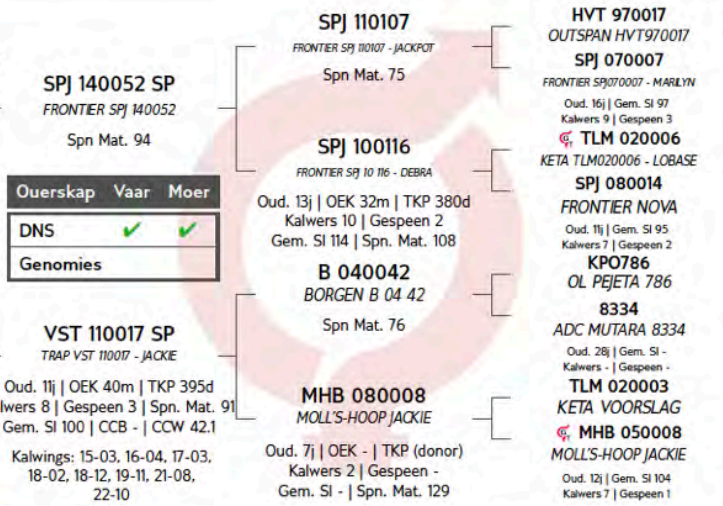 SPJ 140052 SP
FRONTIER SPJ 140052
Spn Mat. 94
Ouerskap Vaar Moer
DNS ✔ ✔
Genomies
VST 110017 SP
TRAP VST 110017 - JACKIE
Oud. 11j | OEK 40m | TKP 395d
lwers 8 | Gespeen 3 | Spn. Mat. 91
Gem. SI 100 | CCB - | CCW 42.1
Kalwings: 15-03, 16-04, 17-03,
18-02, 18-12, 19-11, 21-08,
22-10
SPJ 110107
FRONTIER SPJ 110107 - JACKPOT
Spn Mat. 75
SPJ 100116
FRONTIER SPJ 10 116 - DEBRA
Oud. 13j | OEK 32m | TKP 380d
Kalwers 10 | Gespeen 2
Gem. SI 114 | Spn. Mat. 108
B 040042
BORGEN B 04 42
Spn Mat. 76
MHB 080008
MOLL'S-HOOP JACKIE
Oud. 7j | OEK - | TKP (donor)
Kalwers 2 | Gespeen -
Gem. SI - | Spn. Mat. 129
HVT 970017
OUTSPAN HVT970017
SPJ 070007
FRONTIER SPJ070007 - MARILYN
Oud. 16j | Gem. SI 97
Kalwers 9 | Gespeen 3
TLM 020006
KETA TLM020006 - LOBASE
SPJ 080014
FRONTIER NOVA
Oud. 11j | Gem. SI 95
Kalwers 7 | Gespeen 2
KPO786
OL PEJETA 786
8334
ADC MUTARA 8334
Oud. 28j | Gem. SI -
Kalwers - | Gespeen -
TLM 020003
KETA VOORSLAG
MHB 050008
MOLL'S-HOOP JACKIE
Oud. 12j | Gem. SI 104
Kalwers 7 | Gespeen 1